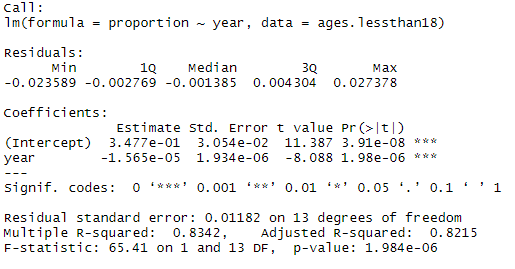 Call:
lm(formula = proportion ~ year, data = ages.lessthan18)
Residuals:
Min 1Q Median 3Q Max
-0.023589 -0.002769 -0.001385 0.004304 0.027378
Coefficients:
Estimate Std. Error t value Pr(>|t|)
(Intercept) 3.477e-01 3.054e-02 11.387 3.91e-08 ***
year -1.565e-05 1.934e-06 -8.088 1.98e-06 ***
---
Signif. codes: 0 ‘***’ 0.001 ‘**’ 0.01 ‘*’ 0.05 ‘.’ 0.1 ‘ ’ 1
Residual standard error: 0.01182 on 13 degrees of freedom
Multiple R-squared: 0.8342, Adjusted R-squared: 0.8215
F-statistic: 65.41 on 1 and 13 DF, p-value: 1.984e-06